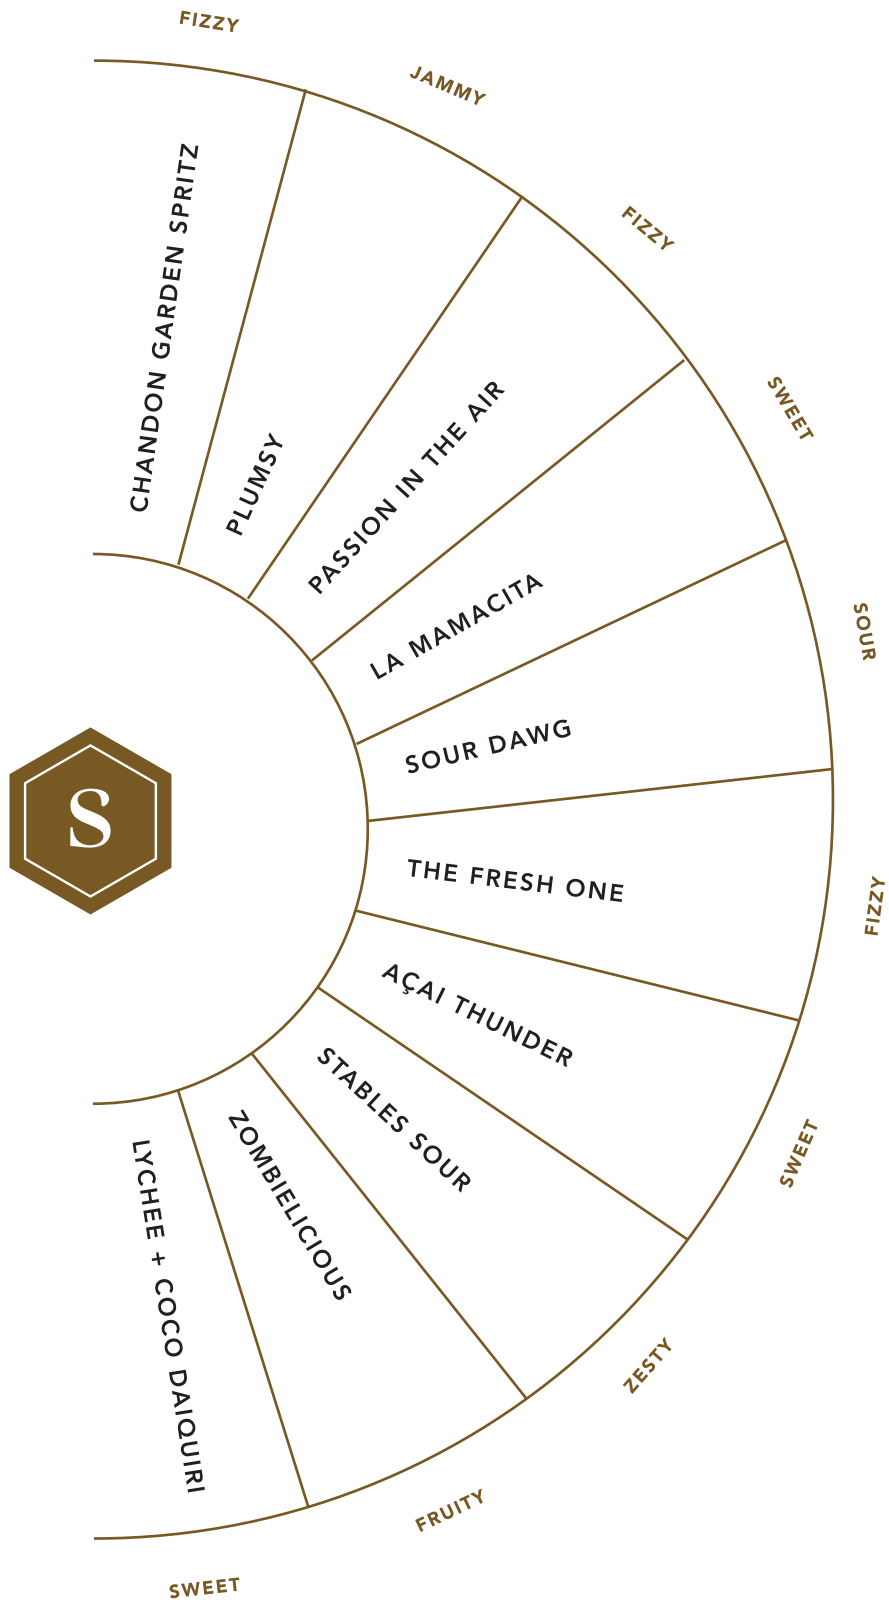 FIZZY
CHANDON GARDEN SPRITZ
JAMMY
PLUMSY
FIZZY
PASSION IN THE AIR
SWEET
LA MAMACITA
SOUR
SOUR DAWG
FIZZY
THE FRESH ONE
SWEET
AÇAI THUNDER
ZESTY
STABLES SOUR
FRUITY
ZOMBIELICIOUS
SWEET
LYCHEE + COCO DAIQUIRI
S